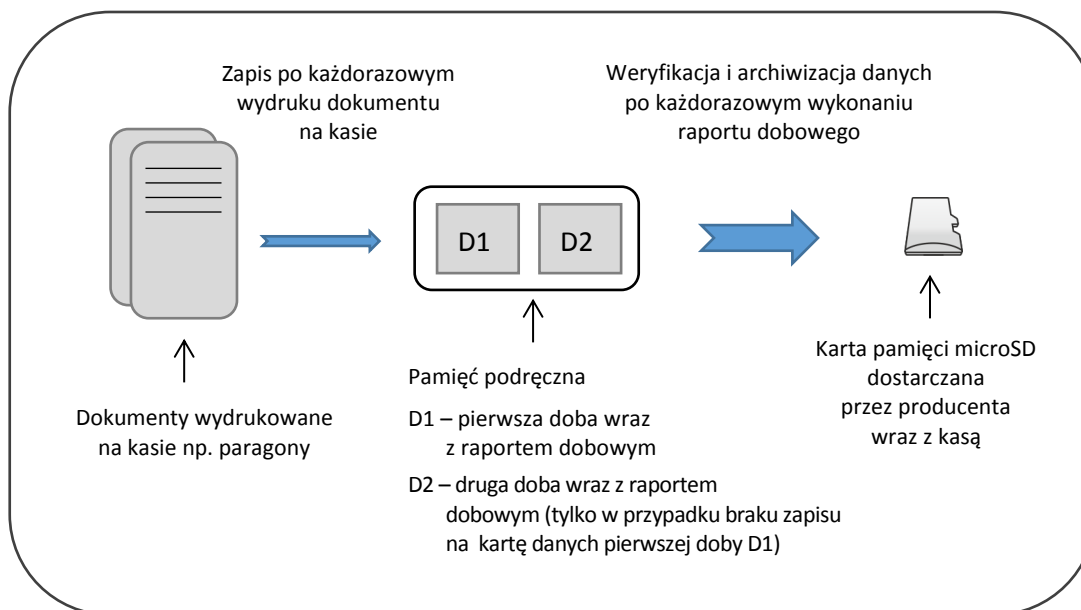 Zapis po każdorazowym
wydruku dokumentu
na kasie
Weryfikacja i archiwizacja danych
po każdorazowym wykonaniu
raportu dobowego
D1
D2
Dokumenty wydrukowane
na kasie np. paragony
Pamięć podręczna
D1 – pierwsza doba wraz
z raportem dobowym
D2 – druga doba wraz z raportem
dobowym (tylko w przypadku braku zapisu
na kartę danych pierwszej doby D1)
Karta pamięci microSD
dostarczana
przez producenta
wraz z kasą